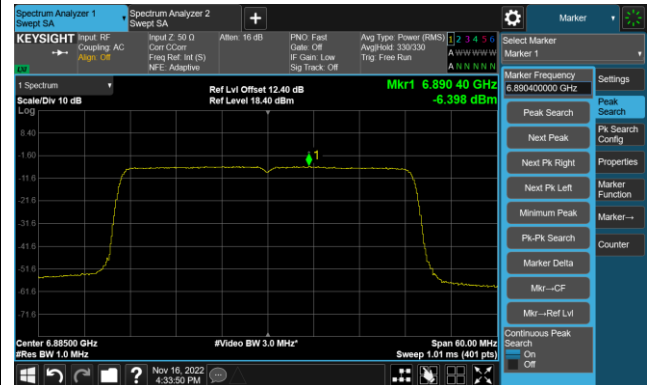 Spectrum Analyzer 1
Swept SA
Spectrum Analyzer 2
Swept SA
+
Marker
KEYSIGHT
Input: RF
Coupling: AC
Align: Off
Input Z: 50 Ω
Corr CCorr
Freq Ref: Int (S)
NFE: Adaptive
Atten: 16 dB
PNO: Fast
Gate: Off
IF Gain: Low
Sig Track: Off
Avg Type: Power (RMS)
Avg|Hold: 330/330
Trig: Free Run
1 2 3 4 5 6
A W W W W W
A N N N N N
Select Marker
Marker 1
LXI
1 Spectrum
Scale/Div 10 dB
Log
Ref Lvl Offset 12.40 dB
Ref Level 18.40 dBm
Mkr1 6.890 40 GHz
-6.398 dBm
8.40
-1.60
-11.6
-21.6
-31.6
-41.6
-51.6
-61.6
-71.6
1
Center 6.88500 GHz
#Res BW 1.0 MHz
#Video BW 3.0 MHz*
Span 60.00 MHz
Sweep 1.01 ms (401 pts)
Marker Frequency
6.890400000 GHz
Peak Search
Next Peak
Next Pk Right
Next Pk Left
Minimum Peak
Pk-Pk Search
Marker Delta
Mkr→CF
Mkr→Ref Lvl
Continuous Peak
Search
On
Off
Settings
Peak
Search
Pk Search
Config
Properties
Marker
Function
Marker→
Counter
?
Nov 16, 2022
4:33:50 PM